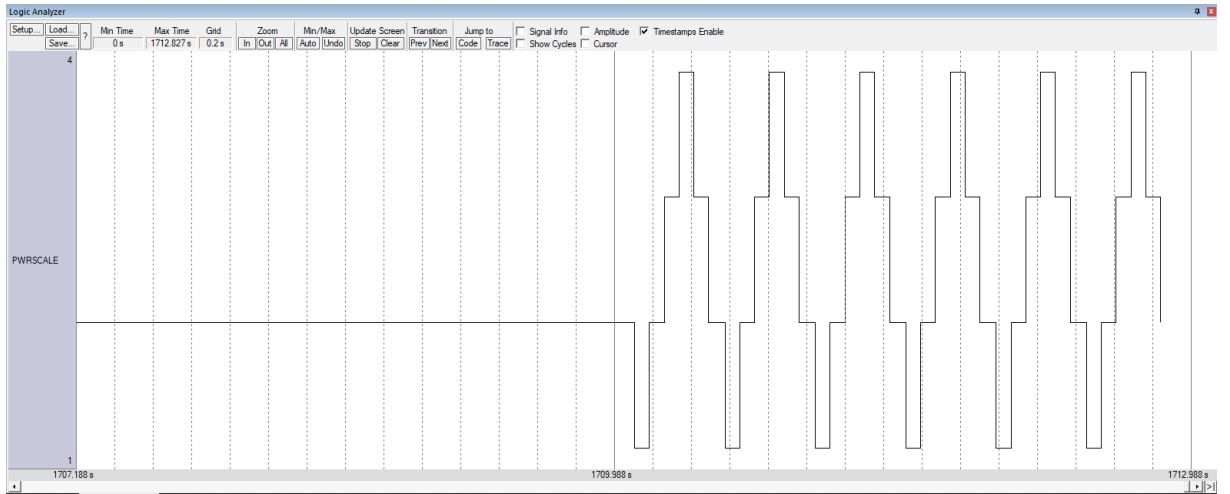 Logic Analyzer
Setup... Load... ? Min Time Max Time Grid Zoom Min/Max Update Screen Transition Jump to Signal Info Amplitude Timestamps Enable
Save... 0 s 1712.827 s 0.2 s In Out All Auto Undo Stop Clear Prev Next Code Trace Show Cycles Cursor
4
PWRSCALE
1
1707.188 s 1709.988 s 1712.988 s